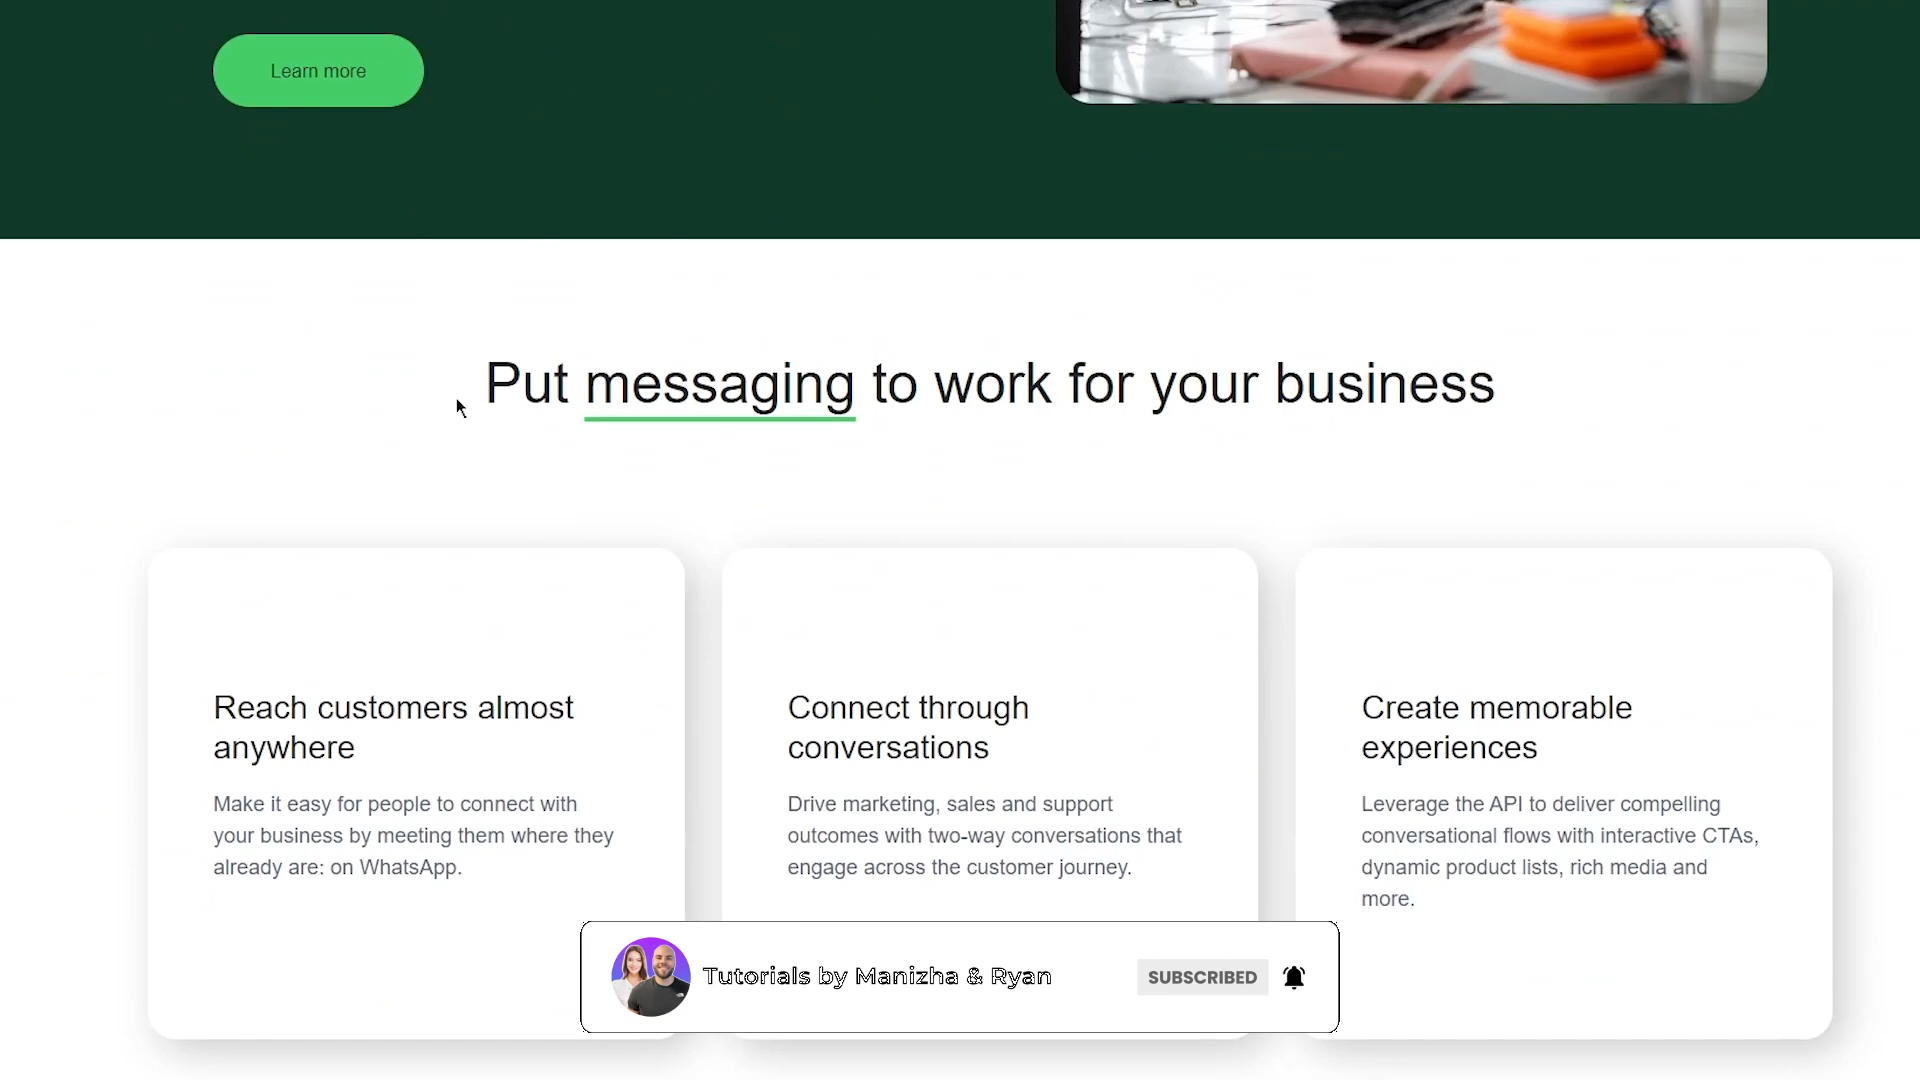 Learn more
Put messaging to work for your business
Reach customers almost
anywhere
Make it easy for people to connect with
your business by meeting them where they
already are: on WhatsApp.
Connect through
conversations
Drive marketing, sales and support
outcomes with two-way conversations that
engage across the customer journey.
Create memorable
experiences
Leverage the API to deliver compelling
conversational flows with interactive CTAs,
dynamic product lists, rich media and
more.
Tutorials by Manizha & Ryan
SUBSCRIBED